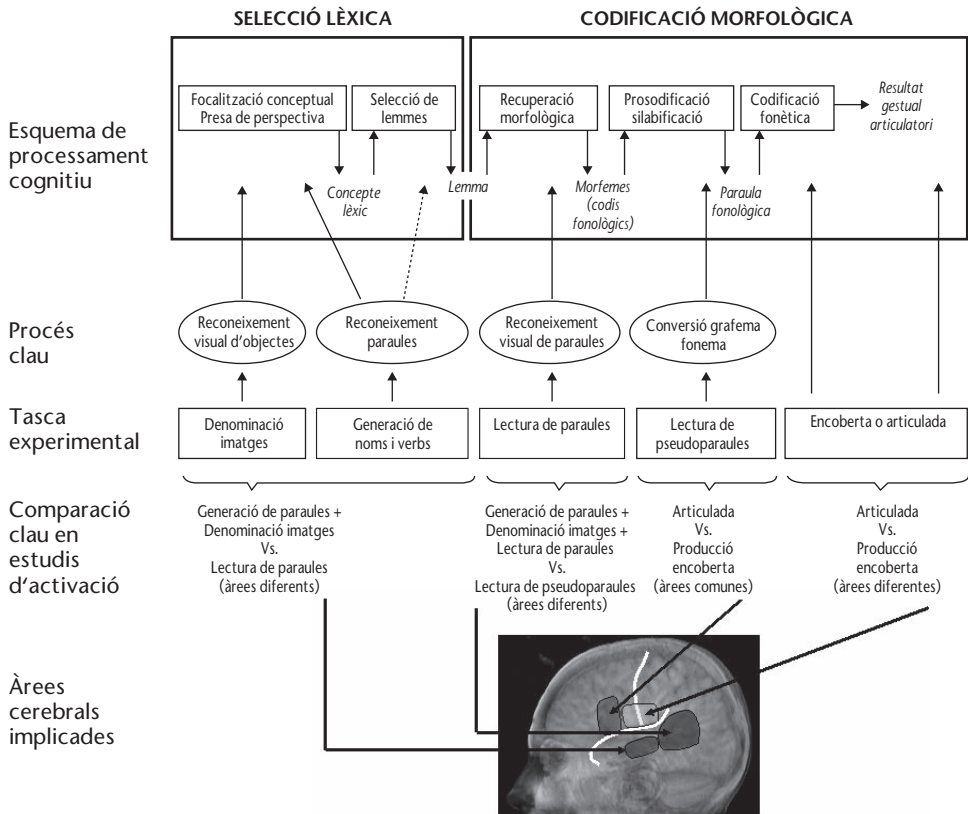 SELECCIÓ LÈXICA
CODIFICACIÓ MORFOLÒGICA
Esquema de
processament
cognitiu
Focalització conceptual
Presa de perspectiva
Selecció de
lemmes
Recuperació
morfològica
Prosodificació
silabificació
Codificació
fonètica
Resultat
gestual
articulatori
Concepte
lèxic
Lemma
Morfemes
(codis
fonològics)
Paraula
fonològica
Procés
clau
Reconeixement
visual d'objectes
Reconeixement
paraules
Reconeixement
visual de paraules
Conversió grafema
fonema
Tasca
experimental
Denominació
imatges
Generació de
noms i verbs
Lectura de paraules
Lectura de
pseudoparaules
Encoberta o articulada
Comparació
clau en
estudis
d'activació
Generació de paraules +
Denominació imatges
Vs.
Lectura de paraules
(àrees diferents)
Generació de paraules +
Denominació imatges +
Lectura de paraules
Vs.
Lectura de pseudoparaules
(àrees diferents)
Articulada
Vs.
Producció
encoberta
(àrees comunes)
Articulada
Vs.
Producció
encoberta
(àrees diferentes)
Àrees
cerebrals
implicades